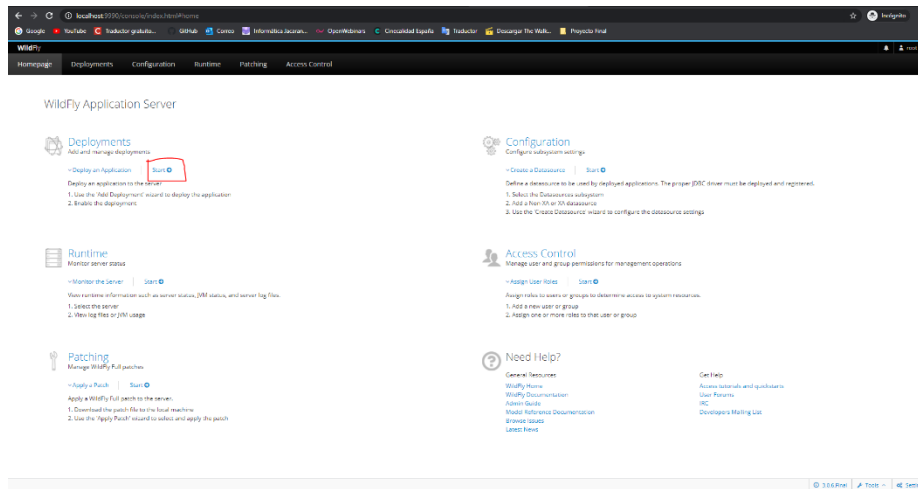 localhost:9990/console/index.html#home
Incógnito
Google YouTube Traductor gratuito... GitHub Correo Informática Jacaran... OpenWebinars Cinecalidad España Traductor Descargar The Walk... Proyecto Final
WildFly
root
Homepage Deployments Configuration Runtime Patching Access Control
WildFly Application Server
Deployments
Add and manage deployments
Deploy an Application Start
Deploy an application to the server
1. Use the 'Add Deployment' wizard to deploy the application
2. Enable the deployment
Configuration
Configure subsystem settings
Create a Datasource Start
Define a datasource to be used by deployed applications. The proper JDBC driver must be deployed and registered.
1. Select the Datasources subsystem
2. Add a Non-XA or XA datasource
3. Use the 'Create Datasource' wizard to configure the datasource settings
Runtime
Monitor server status
Monitor the Server Start
View runtime information such as server status, JVM status, and server log files.
1. Select the server
2. View log files or JVM usage
Access Control
Manage user and group permissions for management operations
Assign User Roles Start
Assign roles to users or groups to determine access to system resources.
1. Add a new user or group
2. Assign one or more roles to that user or group
Patching
Manage WildFly Full patches
Apply a Patch Start
Apply a WildFly Full patch to the server.
1. Download the patch file to the local machine
2. Use the 'Apply Patch' wizard to select and apply the patch
Need Help?
General Resources
WildFly Home
WildFly Documentation
Admin Guide
Model Reference Documentation
Browse Issues
Latest News
Get Help
Access tutorials and quickstarts
User Forums
IRC
Developers Mailing List
3.0.6.Final Tools